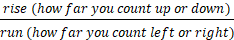 rise (how far you count up or down)
run (how far you count left or right)